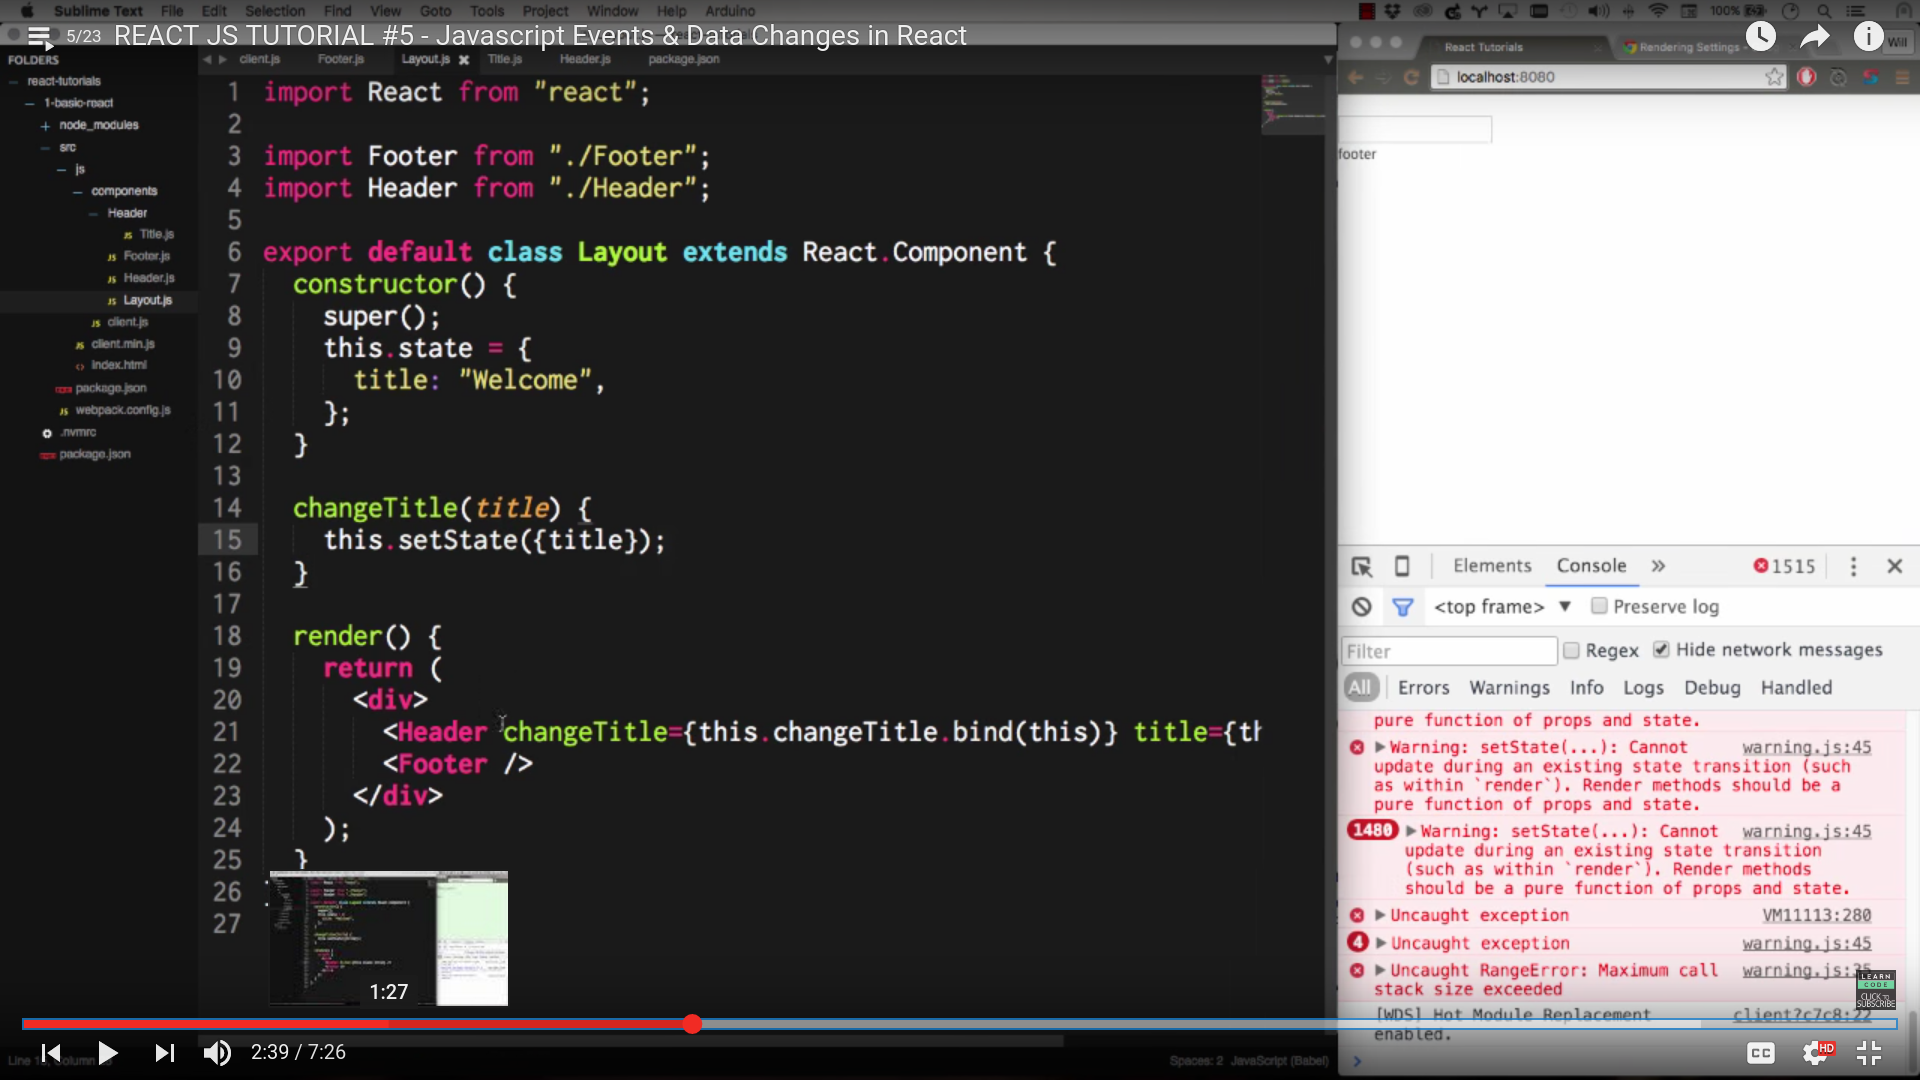 Sublime Text File Edit Selection Find View Goto Tools Project Window Help Arduino 100%
5/23 REACT JS TUTORIAL #5 - Javascript Events & Data Changes in React
FOLDERS
react-tutorials
1-basic-react
node_modules
src
js
components
Header
Title.js
Footer.js
Header.js
Layout.js
client.js
client.min.js
index.html
package.json
webpack.config.js
.nvmrc
package.json
client.js Footer.js Layout.js Title.js Header.js package.json
1 import React from "react";
2
3 import Footer from "./Footer";
4 import Header from "./Header";
5
6 export default class Layout extends React.Component {
7 constructor() {
8 super();
9 this.state = {
10 title: "Welcome",
11 };
12 }
13
14 changeTitle(title) {
15 this.setState({title});
16 }
17
18 render() {
19 return (
20 <div>
21 <Header changeTitle={this.changeTitle.bind(this)} title={th
22 <Footer />
23 </div>
24 );
25 }
26
27
1:27
2:39 / 7:26
Spaces: 2 JavaScript (Babel)
React Tutorials Rendering Settings - Will
localhost:8080
footer
Elements Console » 1515
<top frame> ▼ Preserve log
Filter Regex Hide network messages
All Errors Warnings Info Logs Debug Handled
pure function of props and state.
Warning: setState(...): Cannot warning.js:45
update during an existing state transition (such
as within `render`). Render methods should be a
pure function of props and state.
1480 Warning: setState(...): Cannot warning.js:45
update during an existing state transition
(such as within `render`). Render methods
should be a pure function of props and state.
Uncaught exception VM11113:280
4 Uncaught exception warning.js:45
Uncaught RangeError: Maximum call warning.js:35
stack size exceeded
[WDS] Hot Module Replacement client?c7c8:22
enabled.
LEARN
CODE
CLICK TO
SUBSCRIBE
CC HD